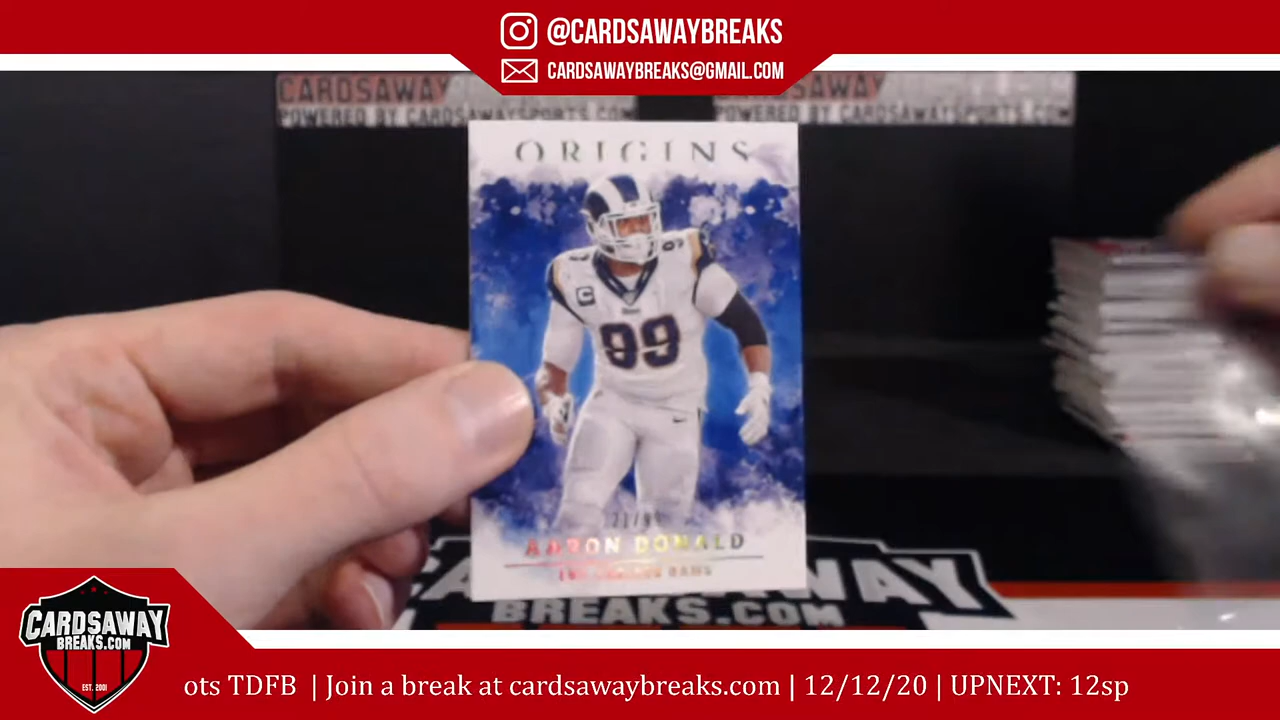 @CARDSAWAYBREAKS
CARDSAWAYBREAKS@GMAIL.COM
CARDSAWAY
POWERED BY CARDSAWAYSPORTS.COM
CARDSAWAY
POWERED BY CARDSAWAYSPORTS.COM
ORIGINS
99
C
99
AARON DONALD
RAMS
BREAKS.COM
CARDSAWAY
BREAKS.COM
EST. 2001
ots TDFB | Join a break at cardsawaybreaks.com | 12/12/20 | UPNEXT: 12sp